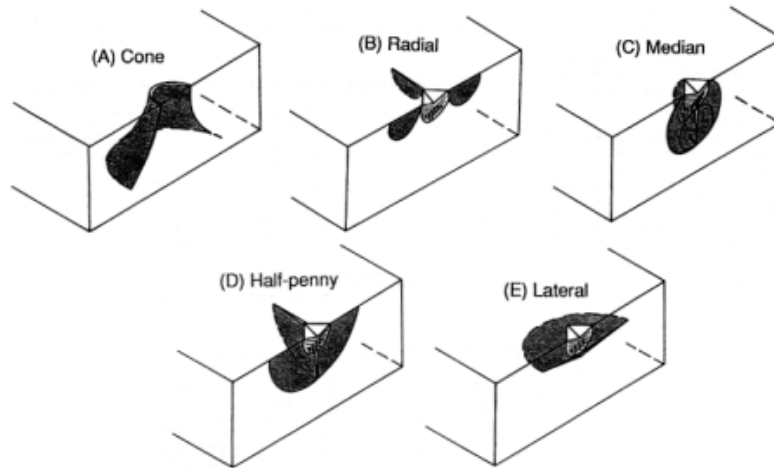 (A) Cone
(B) Radial
(C) Median
(D) Half-penny
(E) Lateral